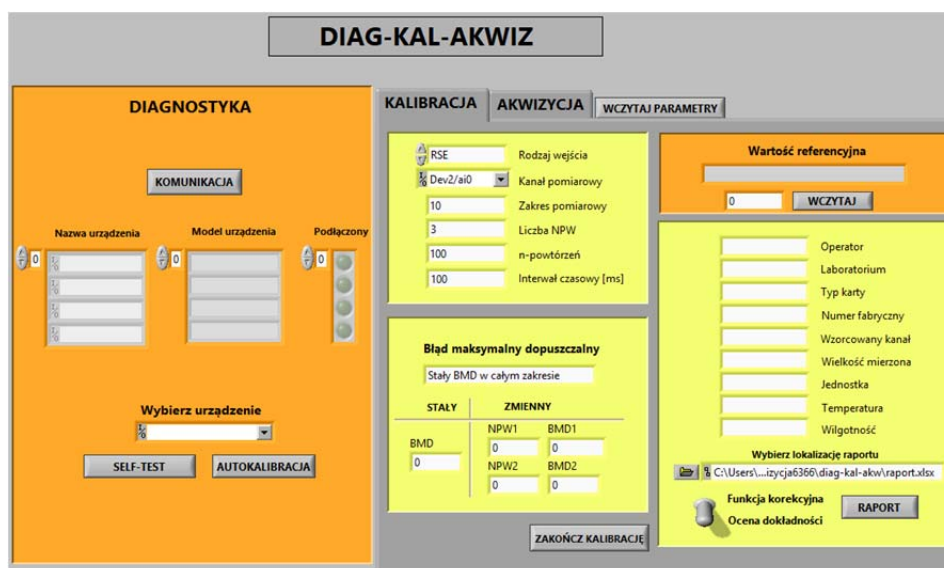 DIAG-KAL-AKWIZ
DIAGNOSTYKA
KOMUNIKACJA
Nazwa urządzenia
Model urządzenia
Podłączony
0
0
0
Wybierz urządzenie
SELF-TEST
AUTOKALIBRACJA
KALIBRACJA
AKWIZYCJA
WCZYTAJ PARAMETRY
RSE Rodzaj wejścia
Dev2/ai0 Kanał pomiarowy
10 Zakres pomiarowy
3 Liczba NPW
100 n-powtórzeń
100 Interwał czasowy [ms]
Błąd maksymalny dopuszczalny
Stały BMD w całym zakresie
STAŁY ZMIENNY
NPW1 BMD1
BMD
0 0
0
NPW2 BMD2
0 0
ZAKOŃCZ KALIBRACJĘ
Wartość referencyjna
0 WCZYTAJ
Operator
Laboratorium
Typ karty
Numer fabryczny
Wzorcowany kanał
Wielkość mierzona
Jednostka
Temperatura
Wilgotność
Wybierz lokalizację raportu
C:\Users\...izycja6366\diag-kal-akw\raport.xlsx
Funkcja korekcyjna
Ocena dokładności
RAPORT